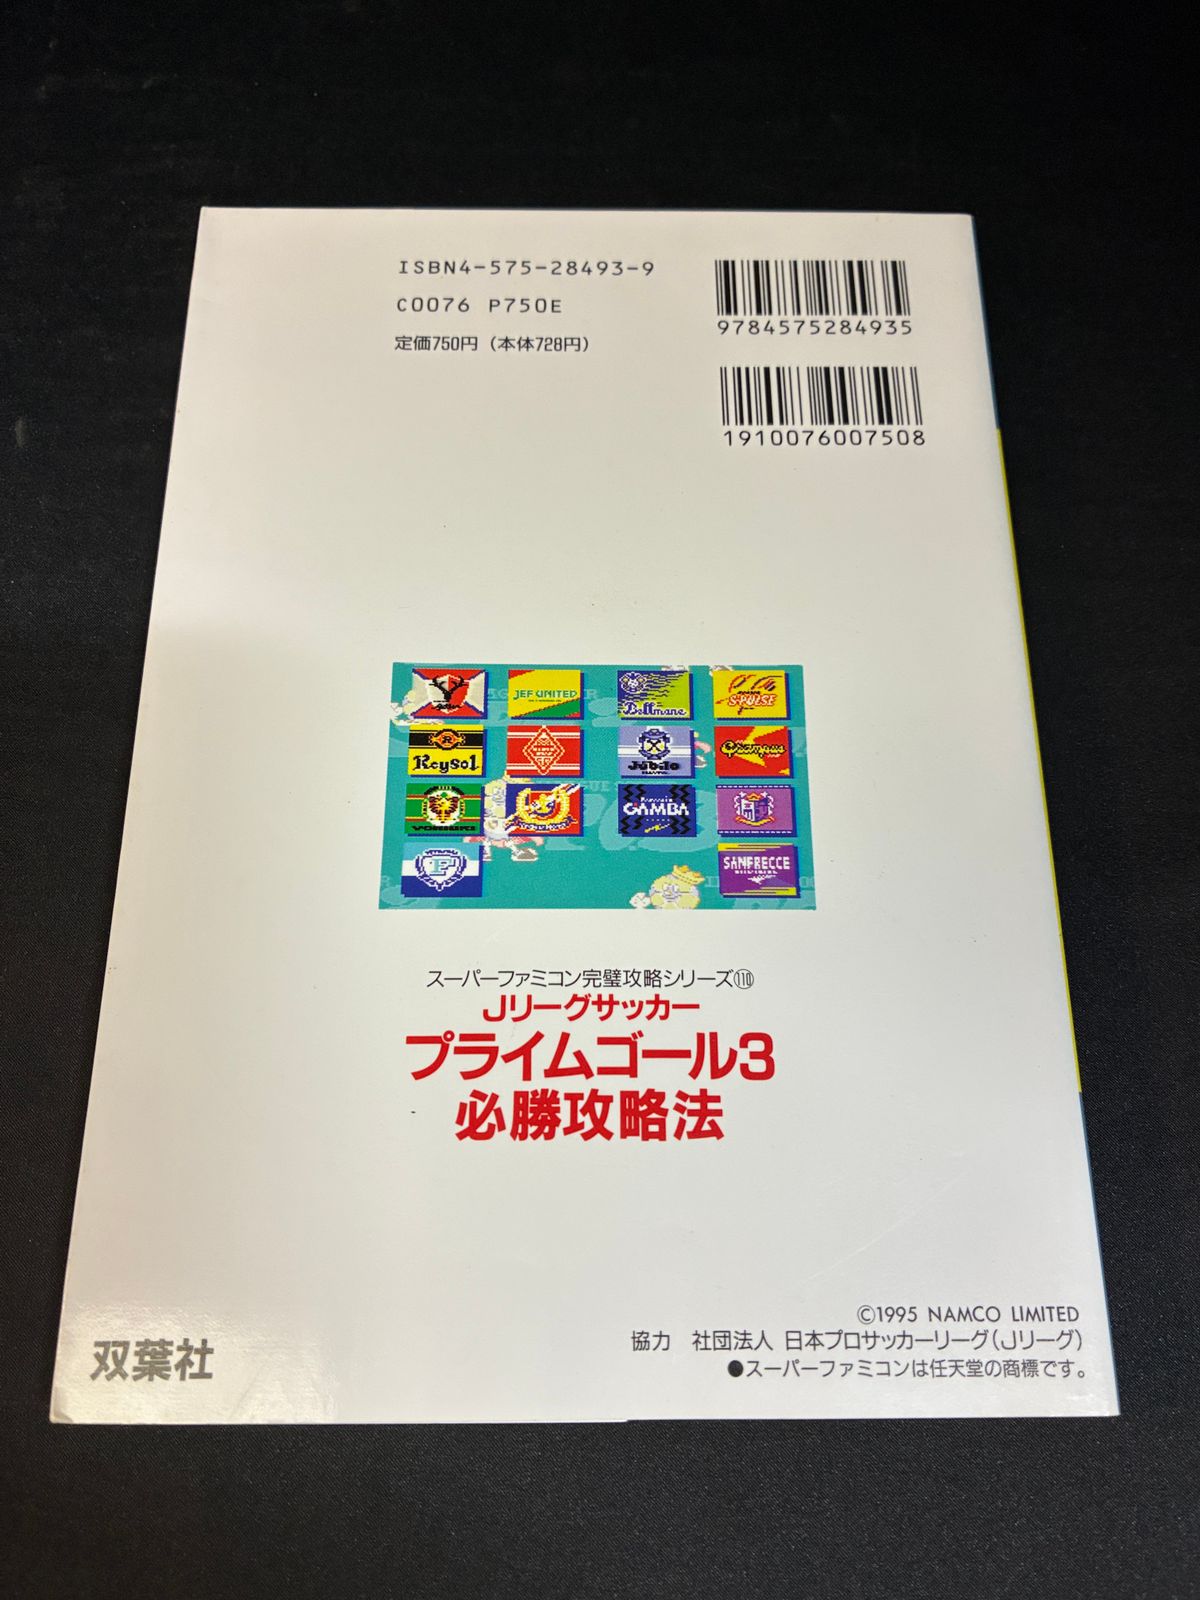 ISBN4-575-28493-9
C0076 P750E
定価750円（本体728円）
9784575284935
1910076007508
JEF UNITED
Bellmare
S-PULSE
Reysol
Júbilo
Grampus
GAMBA
SANFRECCE
スーパーファミコン完璧攻略シリーズ⑪⓪
Jリーグサッカー
プライムゴール3
必勝攻略法
©1995 NAMCO LIMITED
協力　社団法人 日本プロサッカーリーグ（Jリーグ）
●スーパーファミコンは任天堂の商標です。
双葉社